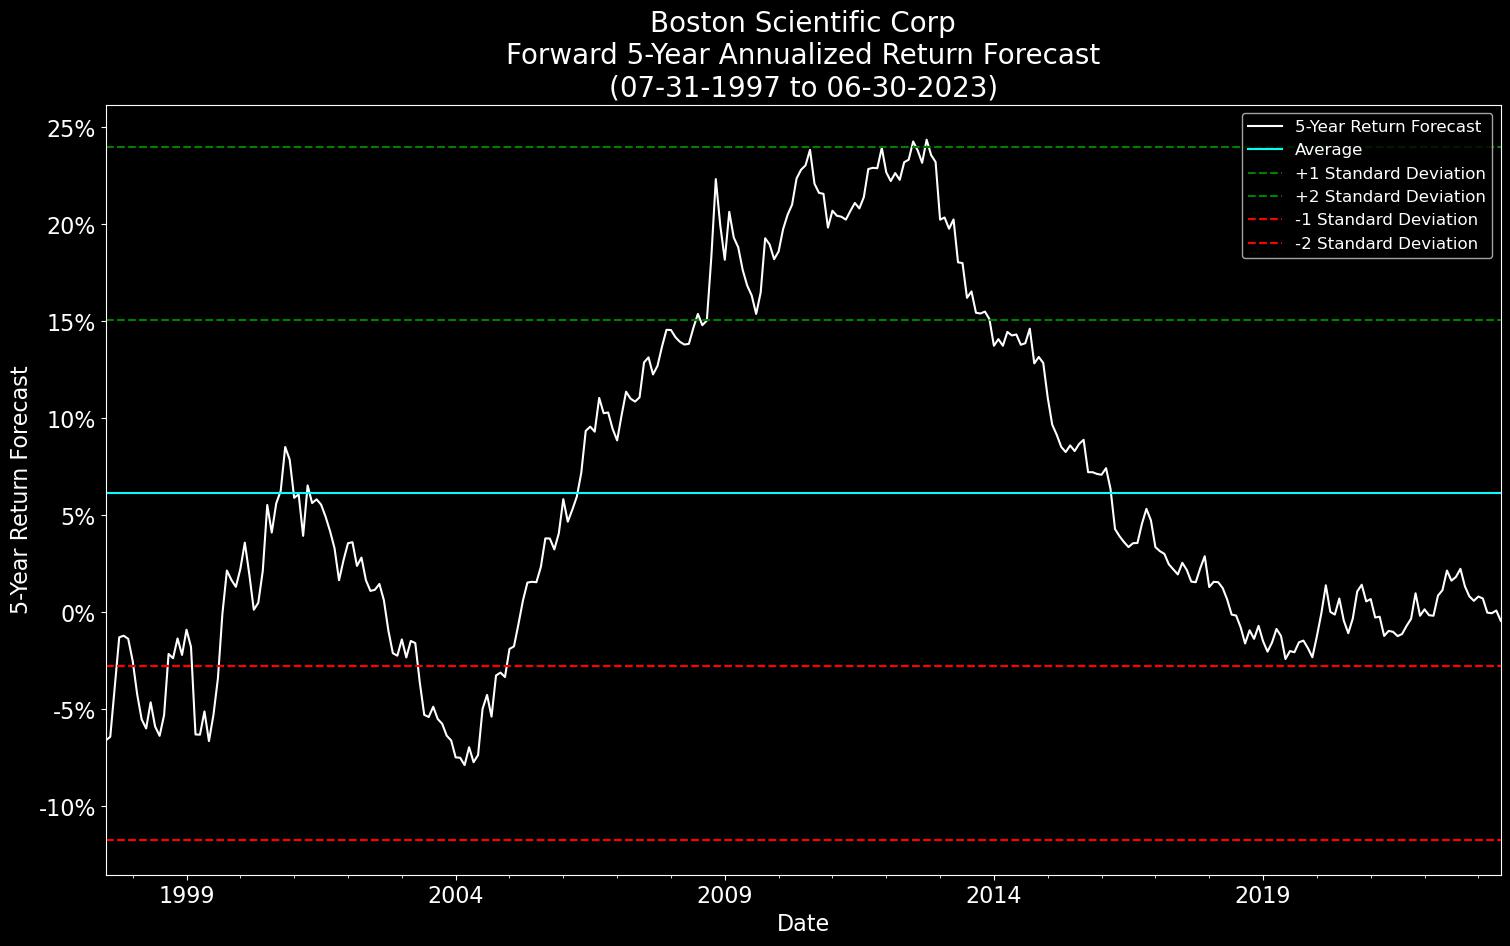 Boston Scientific Corp
Forward 5-Year Annualized Return Forecast
(07-31-1997 to 06-30-2023)
5-Year Return Forecast
25%
20%
15%
10%
5%
0%
-5%
-10%
5-Year Return Forecast
Average
+1 Standard Deviation
+2 Standard Deviation
-1 Standard Deviation
-2 Standard Deviation
1999
2004
2009
2014
2019
Date